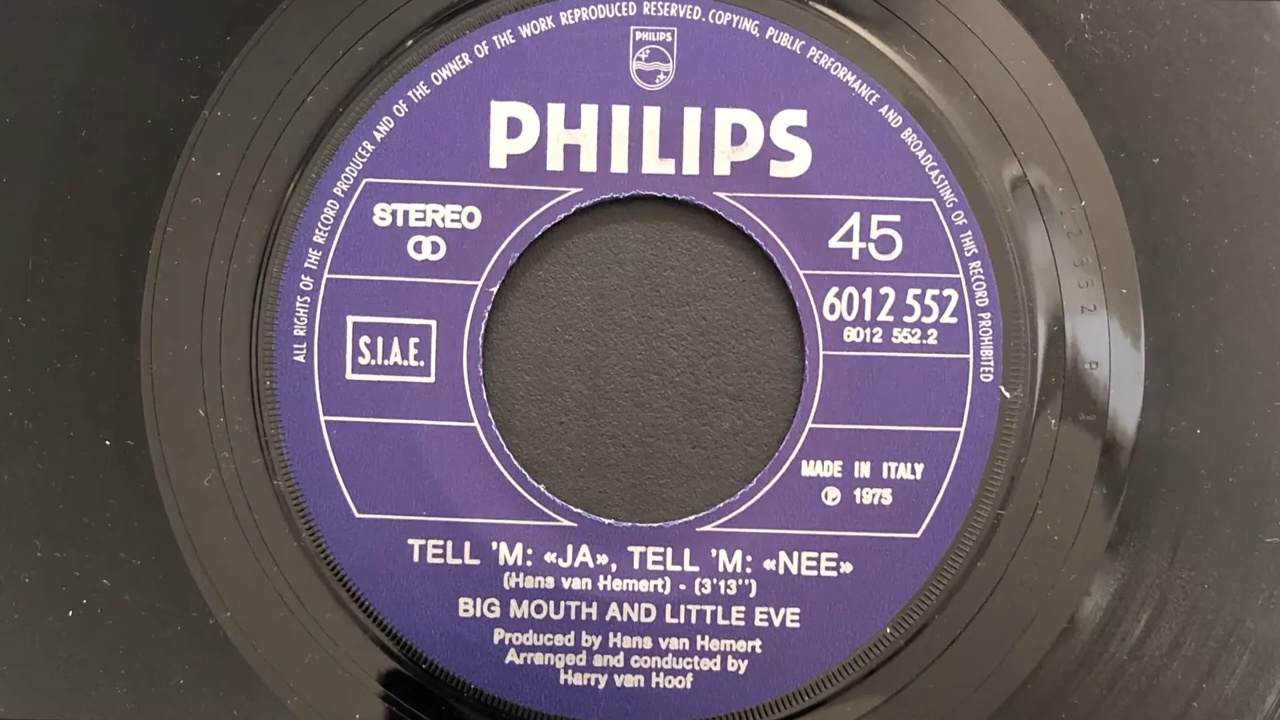 ALL RIGHTS OF THE RECORD PRODUCER AND OF THE OWNER OF THE WORK REPRODUCED RESERVED. COPYING, PUBLIC PERFORMANCE AND BROADCASTING OF THIS RECORD PROHIBITED
PHILIPS
PHILIPS
STEREO
45
6012 552
6012 552.2
S.I.A.E.
MADE IN ITALY
℗ 1975
TELL 'M: «JA», TELL 'M: «NEE»
(Hans van Hemert) - (3'13'')
BIG MOUTH AND LITTLE EVE
Produced by Hans van Hemert
Arranged and conducted by
Harry van Hoof